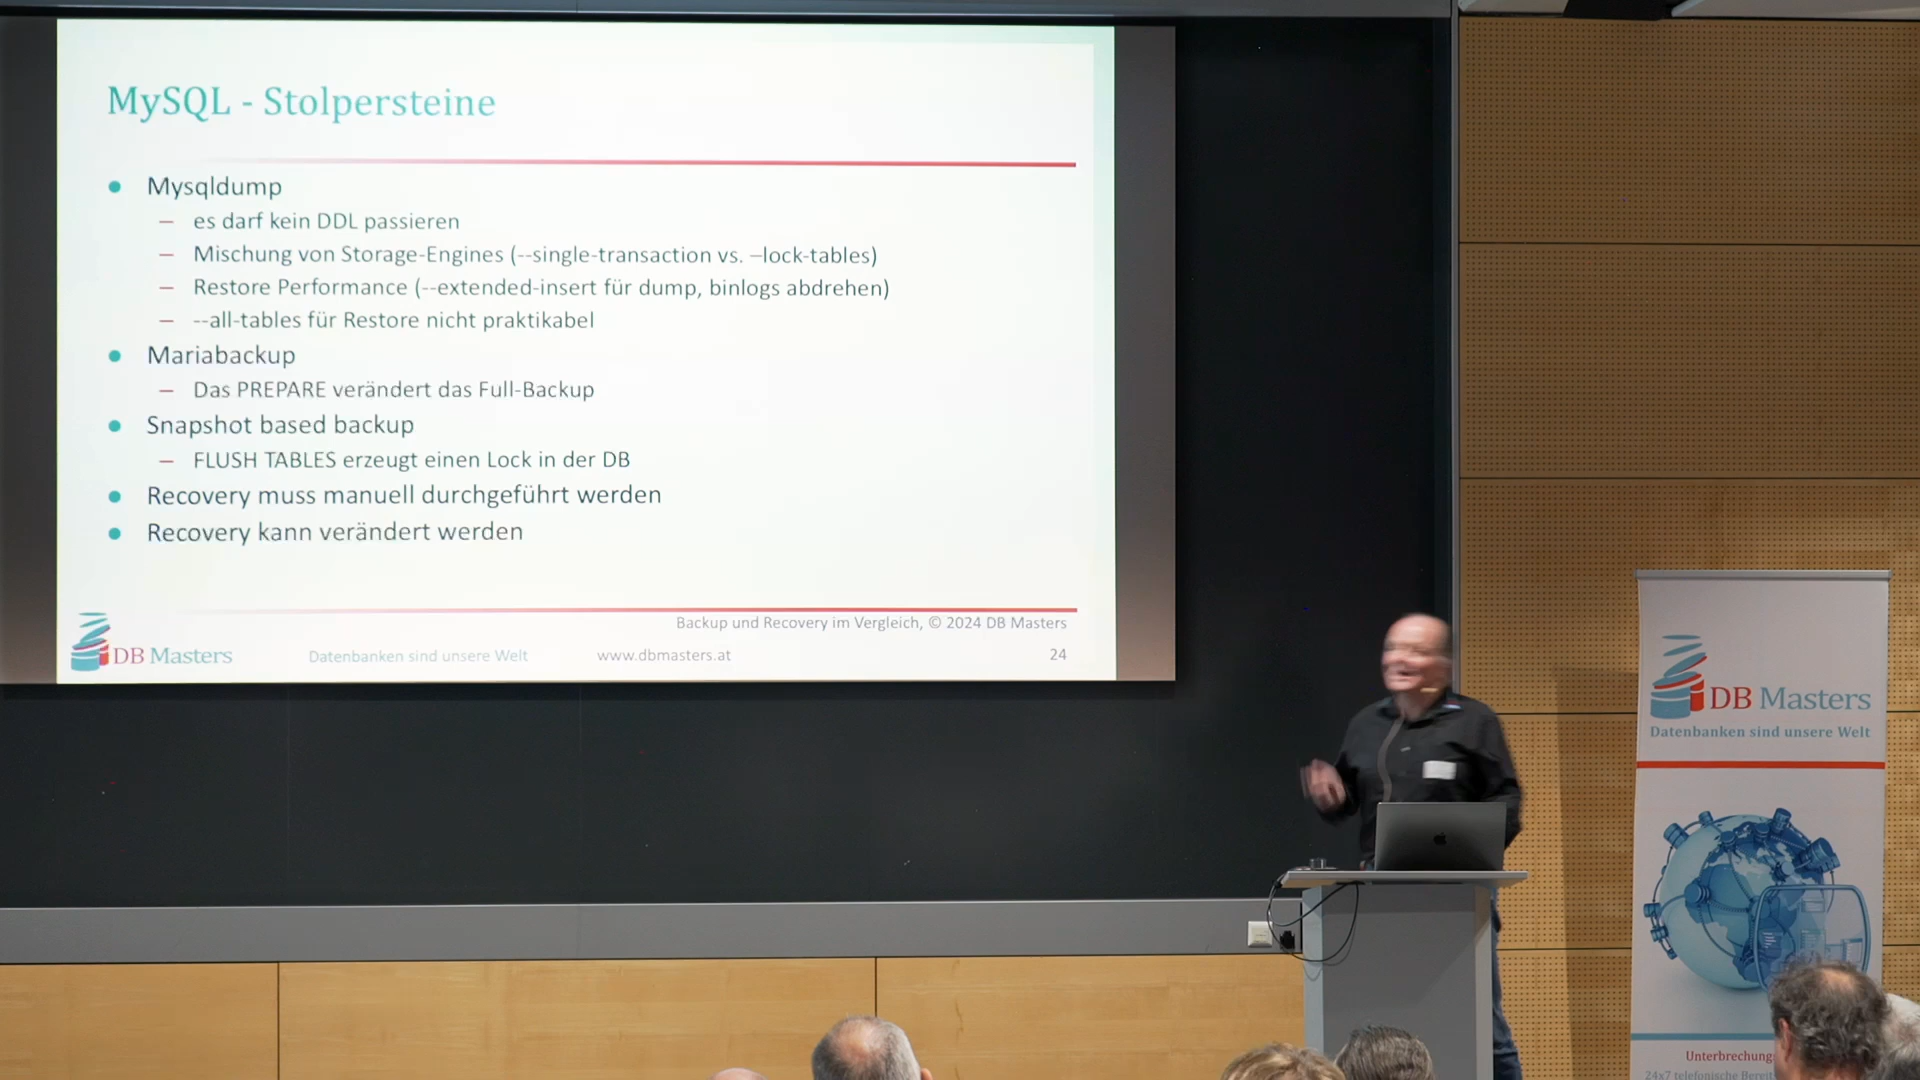 MySQL - Stolpersteine
Mysqldump
– es darf kein DDL passieren
– Mischung von Storage-Engines (--single-transaction vs. –lock-tables)
– Restore Performance (--extended-insert für dump, binlogs abdrehen)
– --all-tables für Restore nicht praktikabel
Mariabackup
– Das PREPARE verändert das Full-Backup
Snapshot based backup
– FLUSH TABLES erzeugt einen Lock in der DB
Recovery muss manuell durchgeführt werden
Recovery kann verändert werden
Backup und Recovery im Vergleich, © 2024 DB Masters
DB Masters
Datenbanken sind unsere Welt
www.dbmasters.at
24
DB Masters
Datenbanken sind unsere Welt
Unterbrechung
24x7 telefonische Bereit